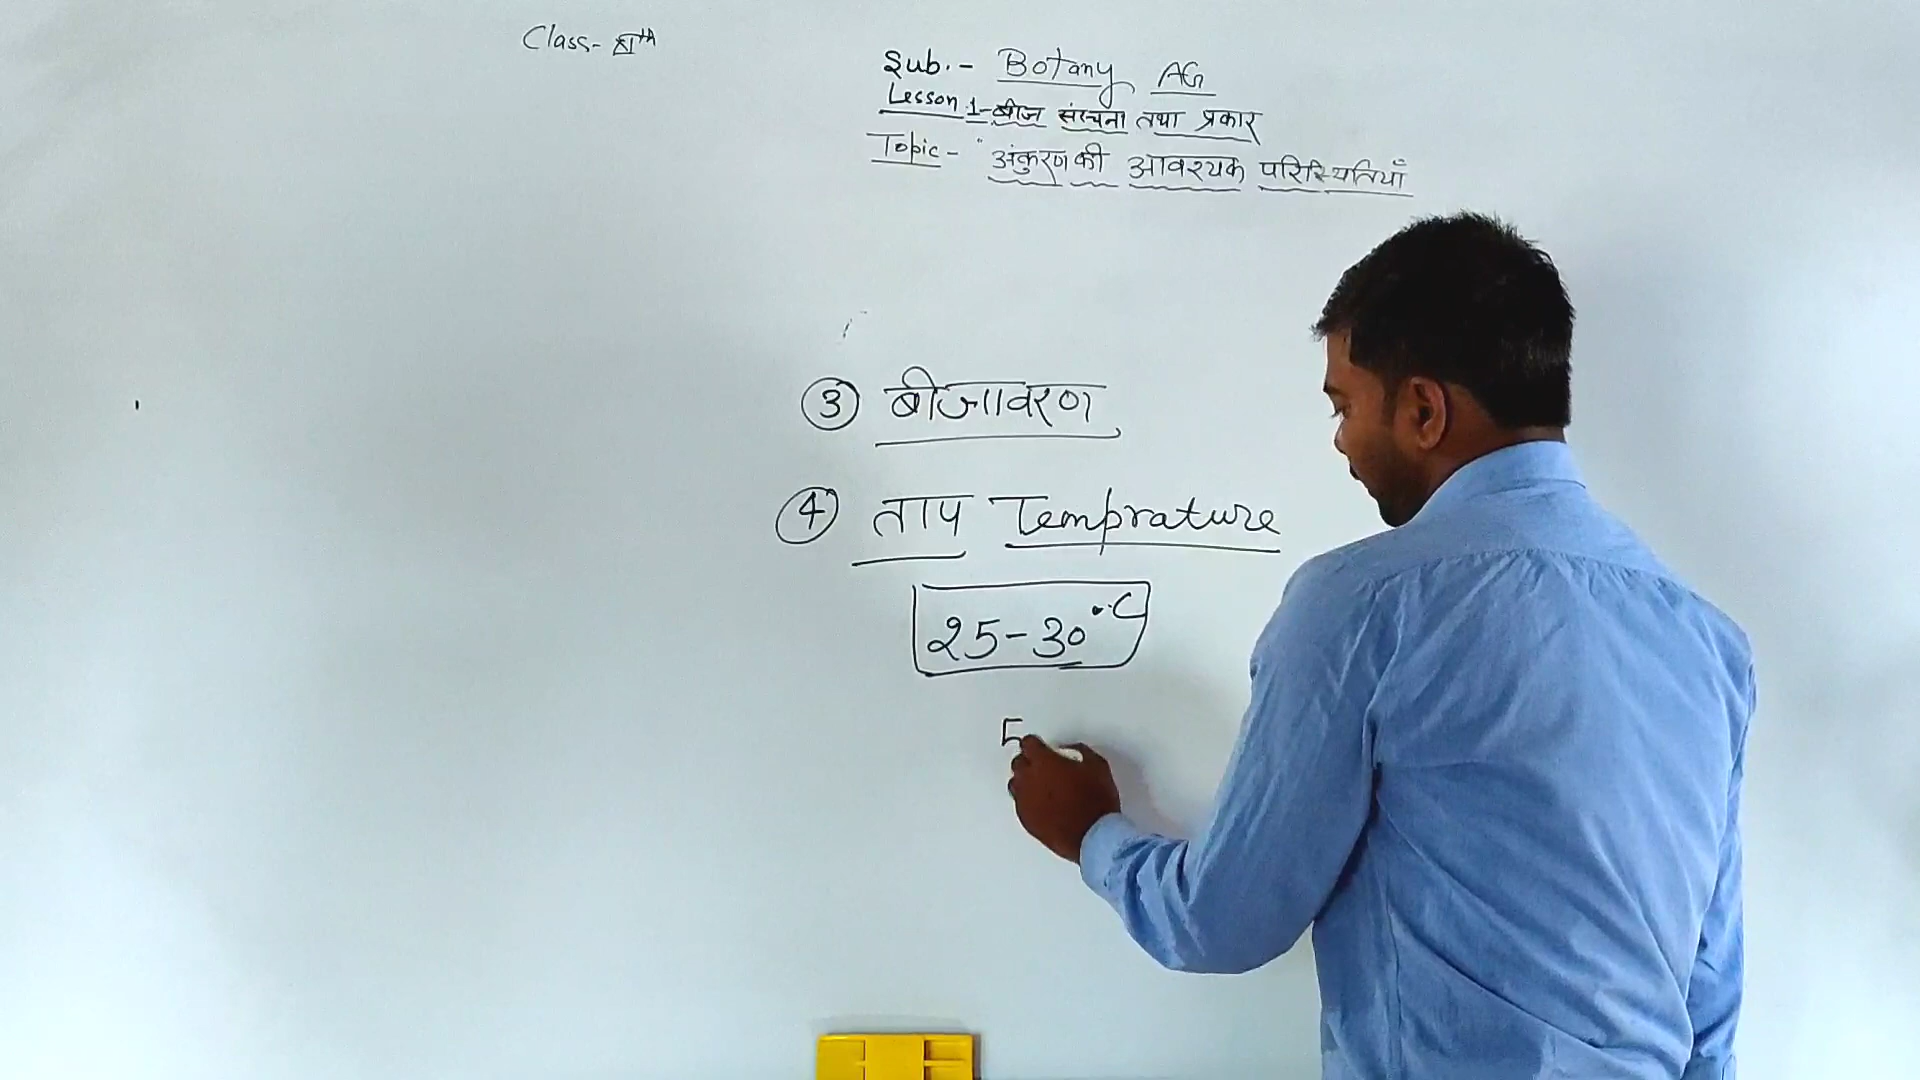 Class- XIth
Sub.- Botany AG
Lesson 1- बीज संरचना तथा प्रकार
Topic- " अंकुरण की आवश्यक परिस्थितियाँ
③ बीजावरण
④ ताप Temprature
25-30°C
5